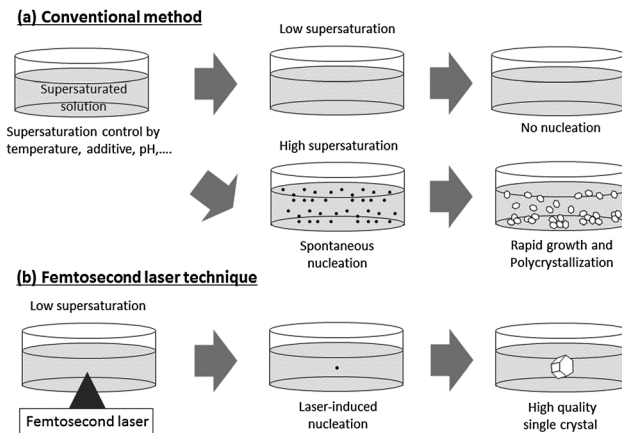 (a) Conventional method
Low supersaturation
Supersaturated
solution
Supersaturation control by
temperature, additive, pH,....
No nucleation
High supersaturation
Spontaneous
nucleation
Rapid growth and
Polycrystallization
(b) Femtosecond laser technique
Low supersaturation
Femtosecond laser
Laser-induced
nucleation
High quality
single crystal